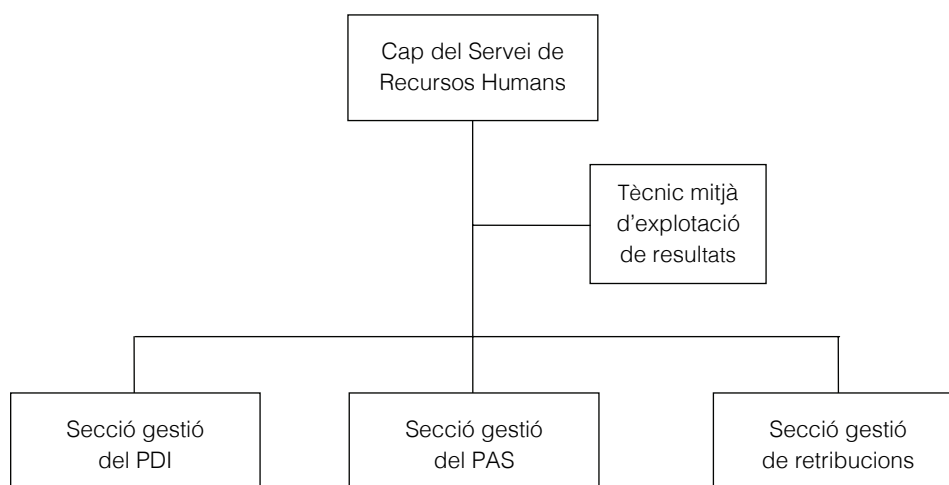 Cap del Servei de
Recursos Humans
Tècnic mitjà
d'explotació
de resultats
Secció gestió
del PDI
Secció gestió
del PAS
Secció gestió
de retribucions